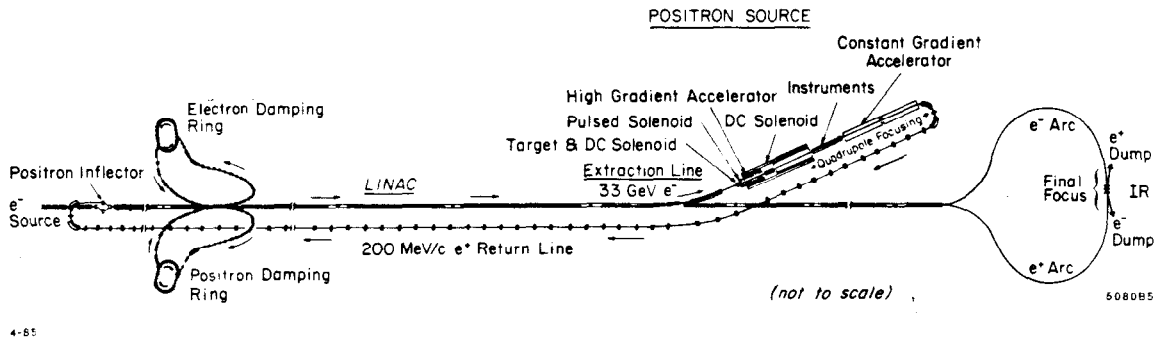 POSITRON SOURCE
Constant Gradient
Accelerator
Instruments
High Gradient Accelerator
Pulsed Solenoid
DC Solenoid
Target & DC Solenoid
Quadrupole Focusing
Extraction Line
33 GeV e⁻
Electron Damping
Ring
Positron Inflector
LINAC
e⁻
Source
200 MeV/c e⁺ Return Line
Positron Damping
Ring
e⁻ Arc
e⁺
Dump
Final
Focus
IR
e⁻
Dump
e⁺ Arc
(not to scale)
5080B5
4-85